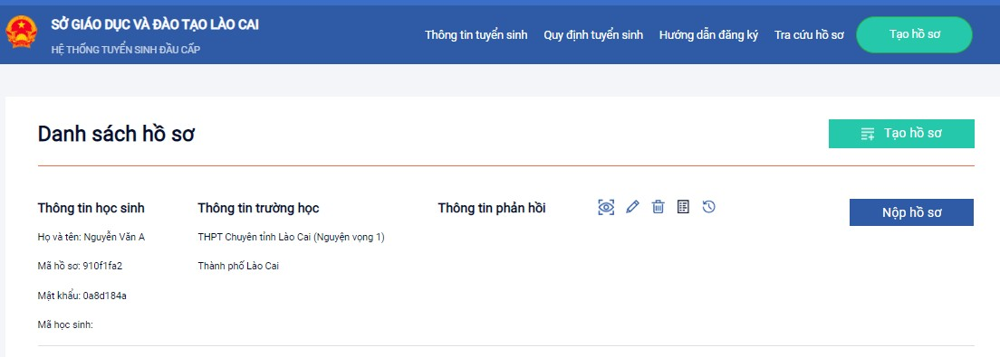 SỞ GIÁO DỤC VÀ ĐÀO TẠO LÀO CAI
HỆ THỐNG TUYỂN SINH ĐẦU CẤP
Thông tin tuyển sinh Quy định tuyển sinh Hướng dẫn đăng ký Tra cứu hồ sơ Tạo hồ sơ
Danh sách hồ sơ
Tạo hồ sơ
Thông tin học sinh
Họ và tên: Nguyễn Văn A
Mã hồ sơ: 910f1fa2
Mật khẩu: 0a8d184a
Mã học sinh:
Thông tin trường học
THPT Chuyên tỉnh Lào Cai (Nguyện vọng 1)
Thành phố Lào Cai
Thông tin phản hồi
Nộp hồ sơ